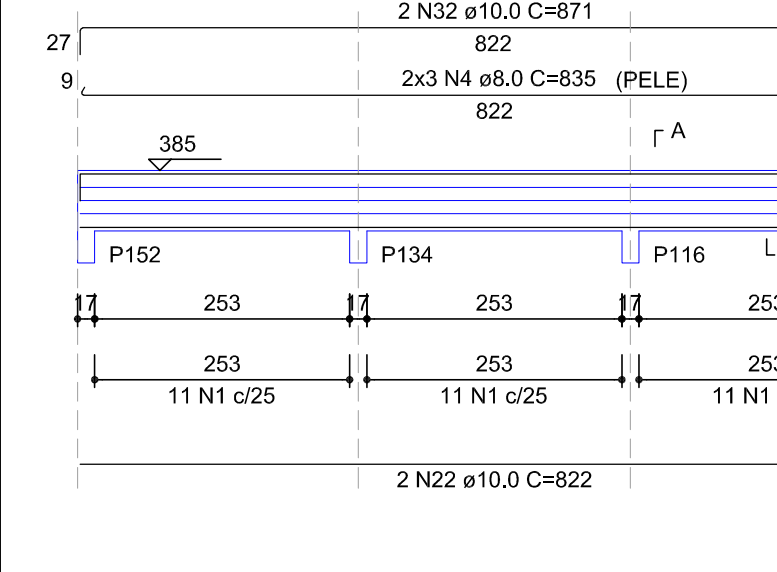 2 N32 ø10.0 C=871
27
822
9
2x3 N4 ø8.0 C=835 (PELE)
822
A
385
P152
P134
P116
17 253 17 253 17 253
253 253 253
11 N1 c/25 11 N1 c/25 11 N1
2 N22 ø10.0 C=822